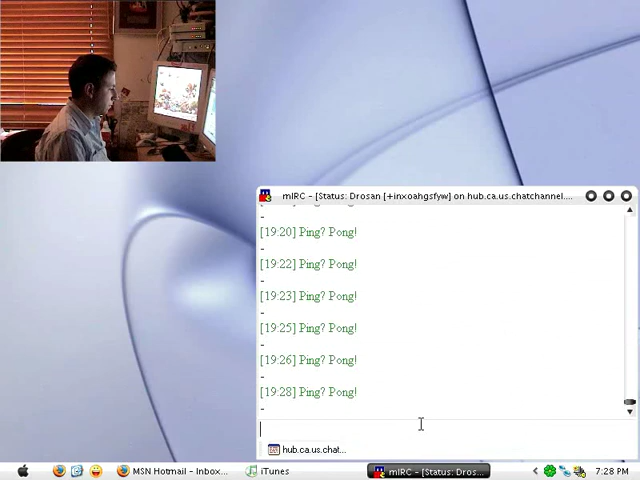 mIRC - [Status: Drosan [+inxoahgsfyw] on hub.ca.us.chatchannel....
-
[19:20] Ping? Pong!
-
[19:22] Ping? Pong!
-
[19:23] Ping? Pong!
-
[19:25] Ping? Pong!
-
[19:26] Ping? Pong!
-
[19:28] Ping? Pong!
-
hub.ca.us.chat...
MSN Hotmail - Inbox... iTunes mIRC - [Status: Dros... 7:28 PM